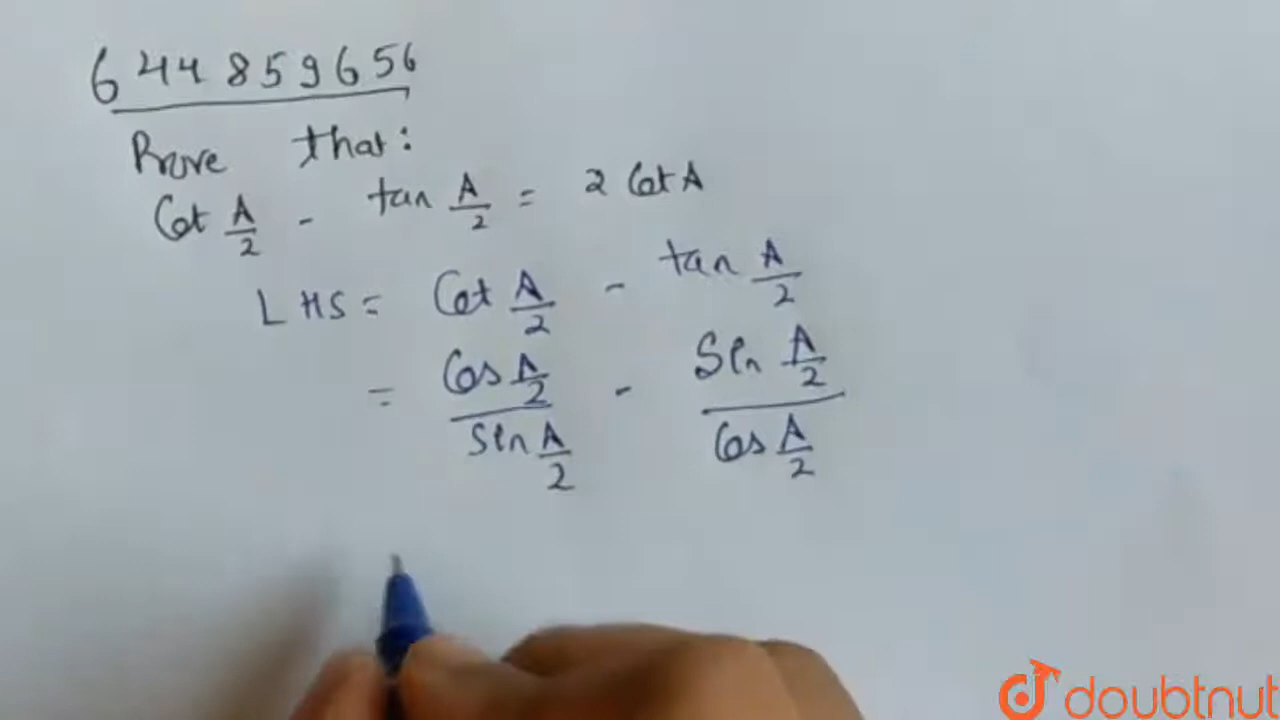 644859656
Prove that:
Cot A/2 - tan A/2 = 2 Cot A
LHS = Cot A/2 - tan A/2
= Cos A/2 / Sin A/2 - Sin A/2 / Cos A/2
doubtnut